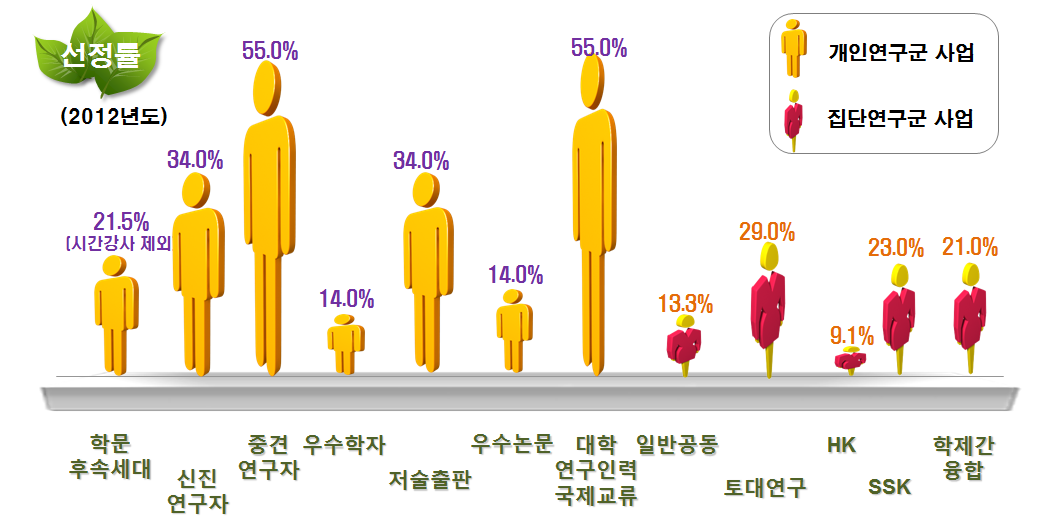 선정률
(2012년도)
개인연구군 사업
집단연구군 사업
21.5%
(시간강사 제외
34.0%
55.0%
14.0%
34.0%
14.0%
55.0%
13.3%
29.0%
9.1%
23.0%
21.0%
학문
후속세대
신진
연구자
중견
연구자
우수학자
저술출판
우수논문
대학
연구인력
국제교류
일반공동
토대연구
HK
SSK
학제간
융합